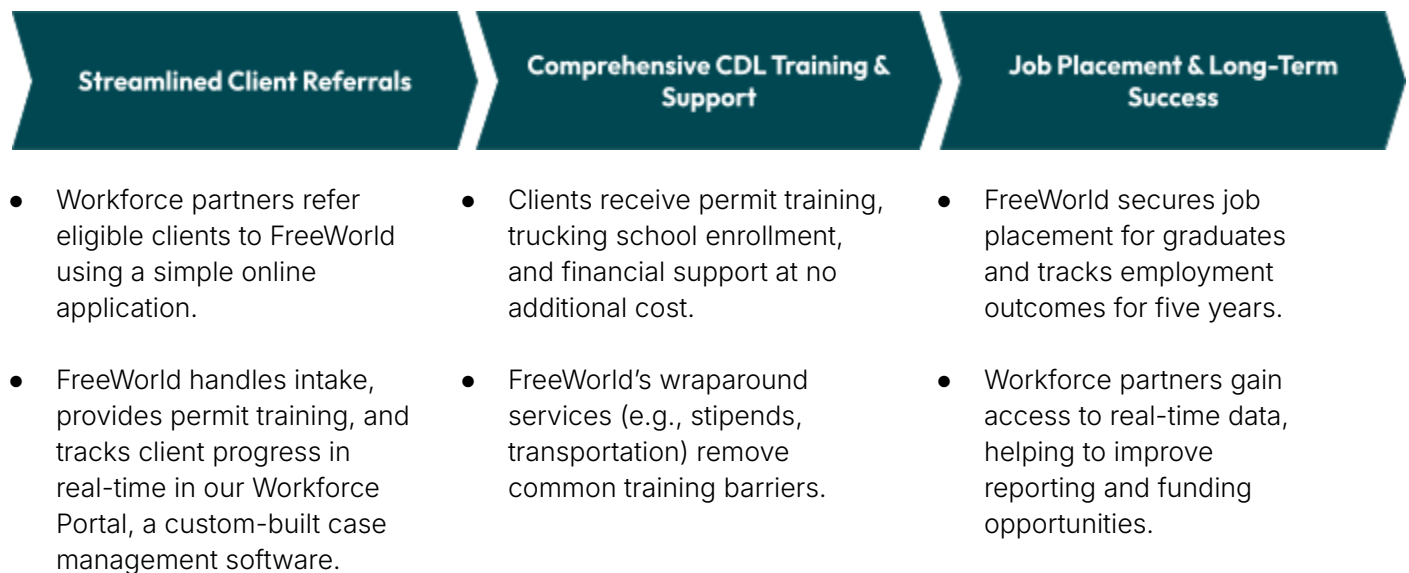 Streamlined Client Referrals
Comprehensive CDL Training &
Support
Job Placement & Long-Term
Success
● Workforce partners refer
eligible clients to FreeWorld
using a simple online
application.
● FreeWorld handles intake,
provides permit training, and
tracks client progress in
real-time in our Workforce
Portal, a custom-built case
management software.
● Clients receive permit training,
trucking school enrollment,
and financial support at no
additional cost.
● FreeWorld’s wraparound
services (e.g., stipends,
transportation) remove
common training barriers.
● FreeWorld secures job
placement for graduates
and tracks employment
outcomes for five years.
● Workforce partners gain
access to real-time data,
helping to improve
reporting and funding
opportunities.